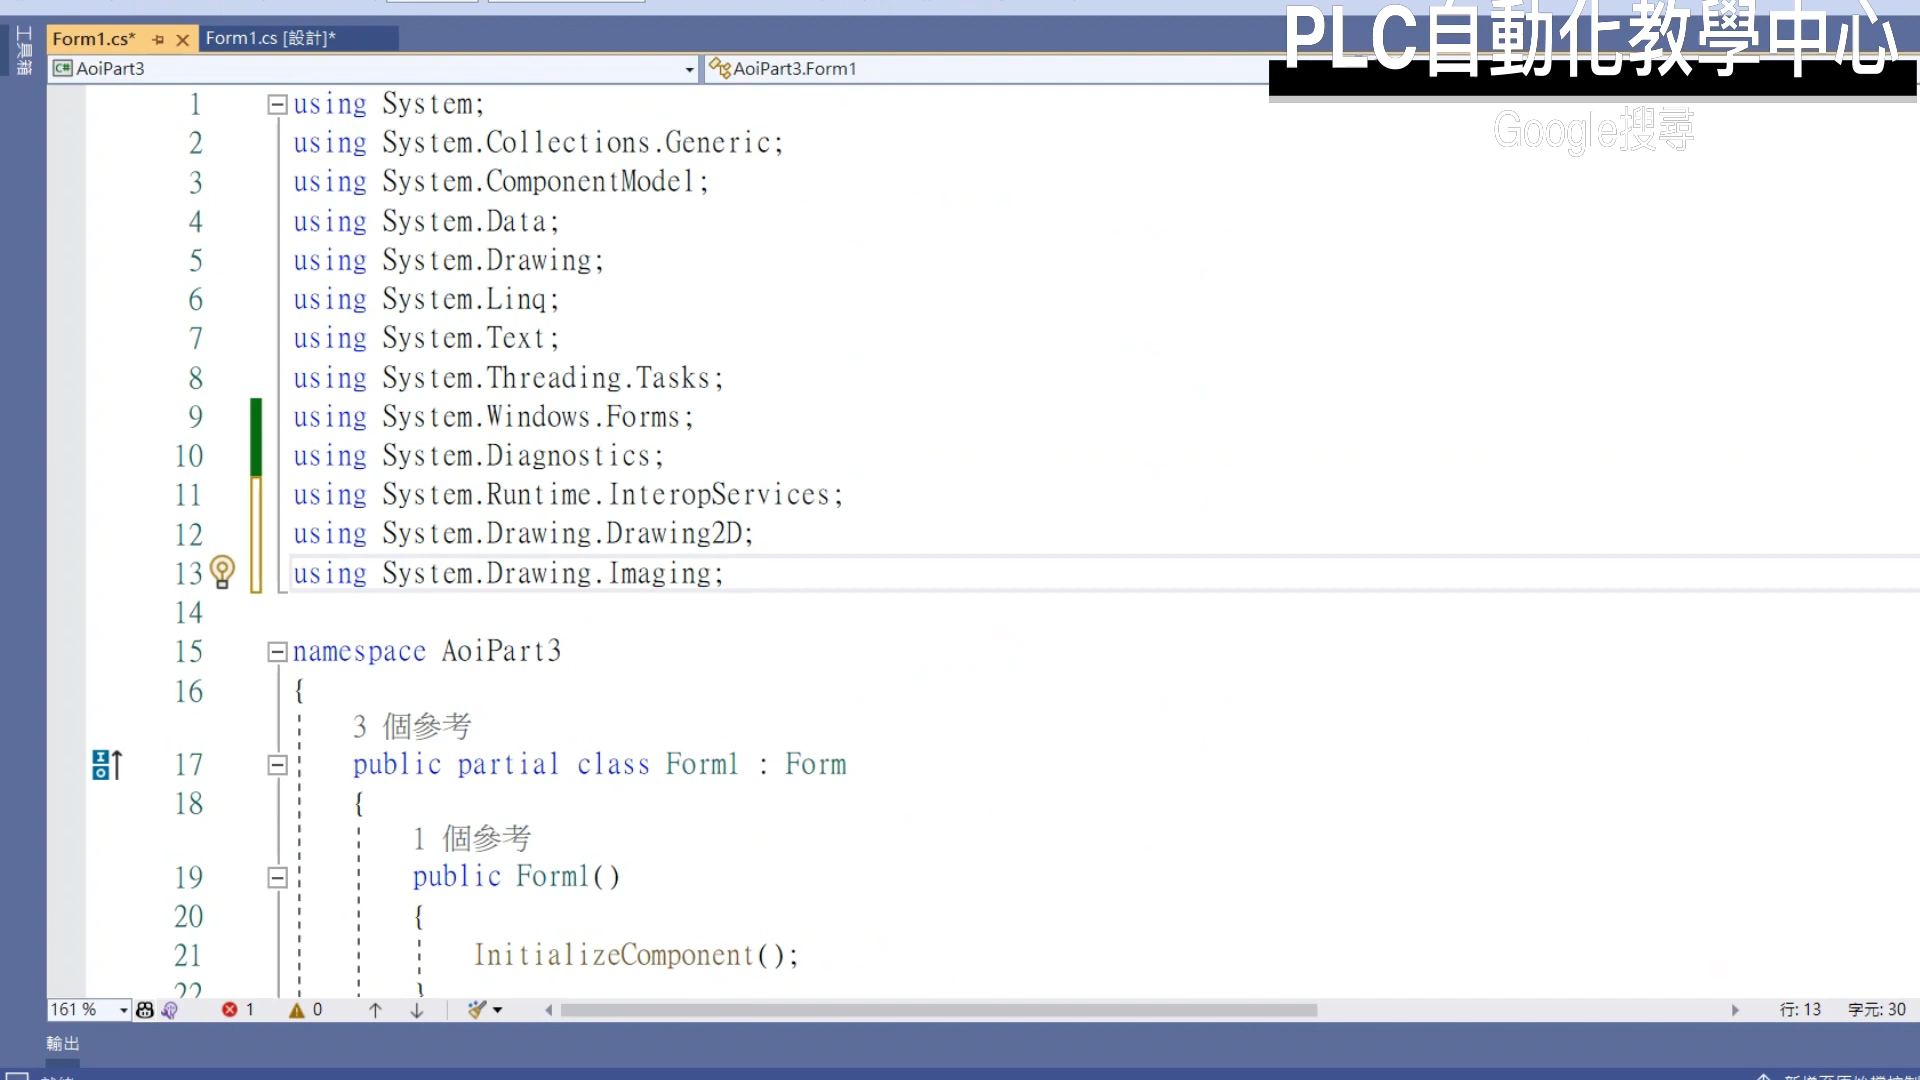 工具箱
Form1.cs*
Form1.cs [設計]*
PLC自動化教學中心
Google搜尋
C# AoiPart3
AoiPart3.Form1
1 using System;
2 using System.Collections.Generic;
3 using System.ComponentModel;
4 using System.Data;
5 using System.Drawing;
6 using System.Linq;
7 using System.Text;
8 using System.Threading.Tasks;
9 using System.Windows.Forms;
10 using System.Diagnostics;
11 using System.Runtime.InteropServices;
12 using System.Drawing.Drawing2D;
13 using System.Drawing.Imaging;
14
15 namespace AoiPart3
16 {
3 個參考
17 public partial class Form1 : Form
18 {
1 個參考
19 public Form1()
20 {
21 InitializeComponent();
22 }
161 % 1 0 行: 13 字元: 30
輸出